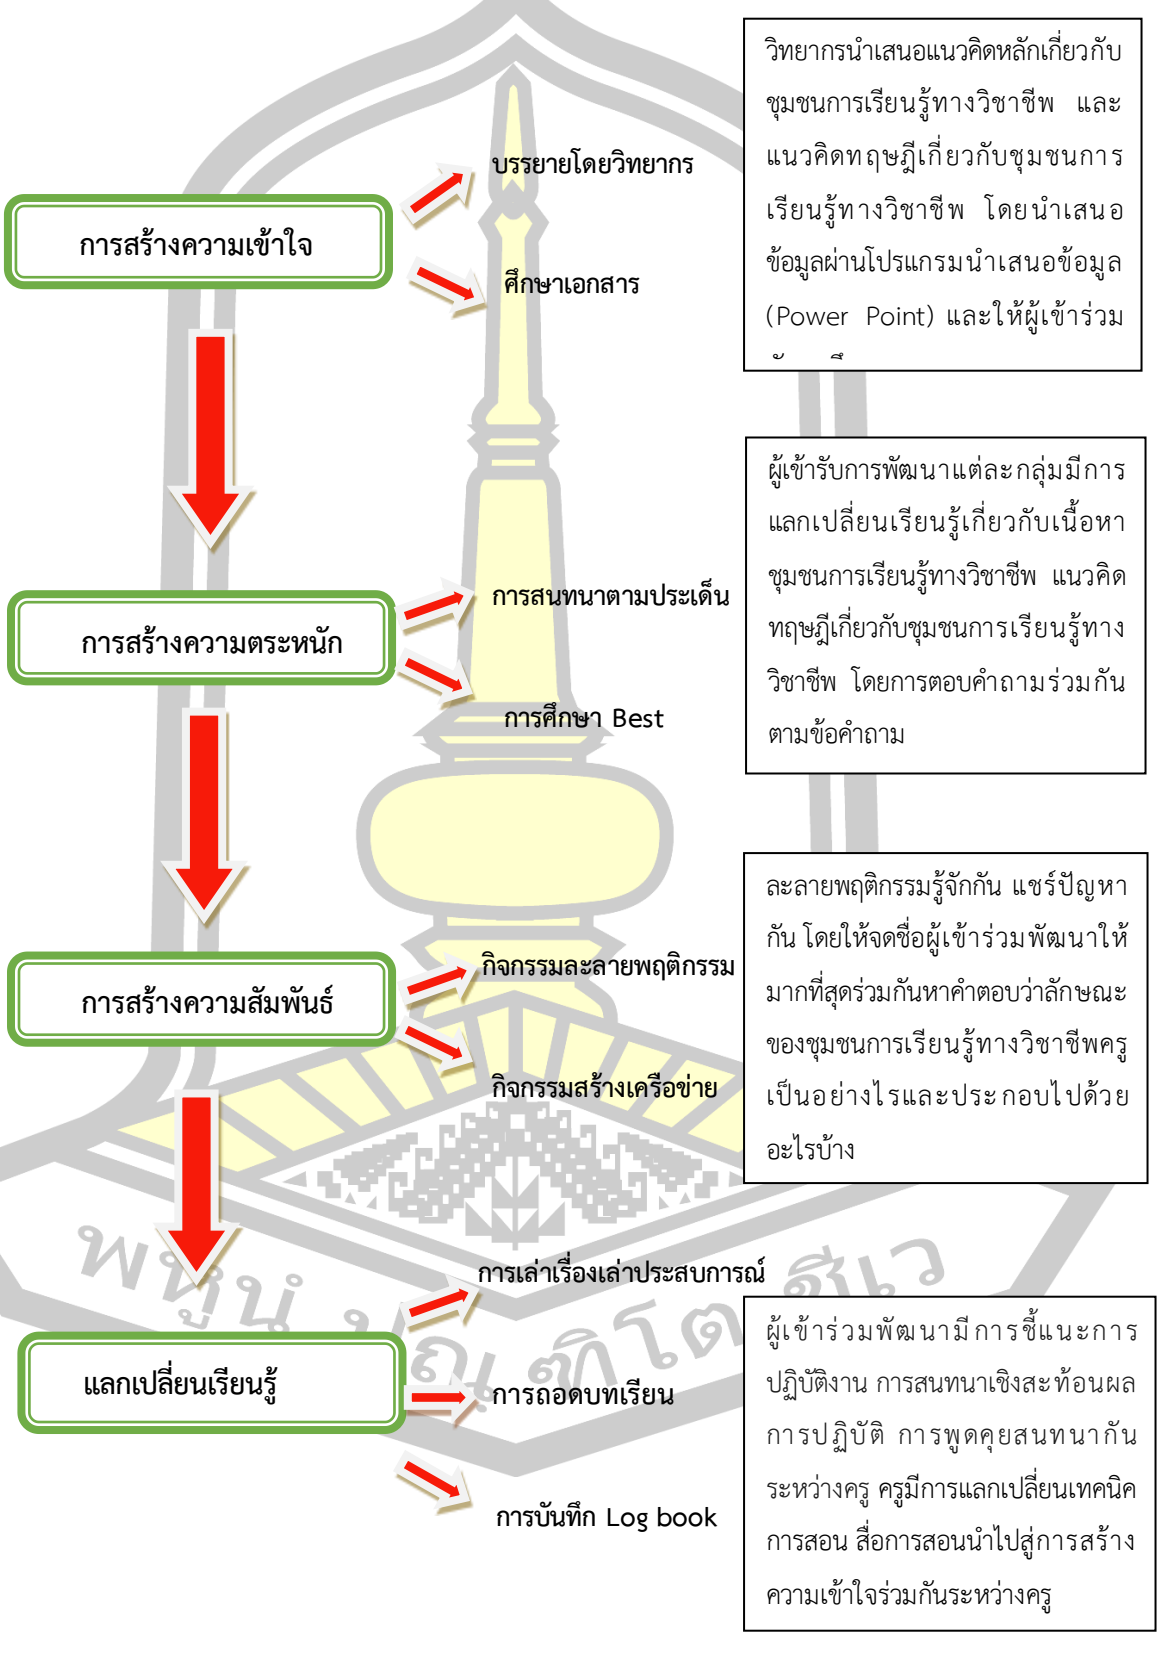 วิทยากรนำเสนอแนวคิดหลักเกี่ยวกับ
ชุมชนการเรียนรู้ทางวิชาชีพ และ
แนวคิดทฤษฎีเกี่ยวกับชุมชนการ
เรียนรู้ทางวิชาชีพ โดยนำเสนอ
ข้อมูลผ่านโปรแกรมนำเสนอข้อมูล
(Power Point) และให้ผู้เข้าร่วม
บรรยายโดยวิทยากร
การสร้างความเข้าใจ
ศึกษาเอกสาร
ผู้เข้ารับการพัฒนาแต่ละกลุ่มมีการ
แลกเปลี่ยนเรียนรู้เกี่ยวกับเนื้อหา
ชุมชนการเรียนรู้ทางวิชาชีพ แนวคิด
ทฤษฎีเกี่ยวกับชุมชนการเรียนรู้ทาง
วิชาชีพ โดยการตอบคำถามร่วมกัน
ตามข้อคำถาม
การสนทนาตามประเด็น
การสร้างความตระหนัก
การศึกษา Best
ละลายพฤติกรรมรู้จักกัน แชร์ปัญหา
กัน โดยให้จดชื่อผู้เข้าร่วมพัฒนาให้
มากที่สุดร่วมกันหาคำตอบว่าลักษณะ
ของชุมชนการเรียนรู้ทางวิชาชีพครู
เป็นอย่างไรและประกอบไปด้วย
อะไรบ้าง
กิจกรรมละลายพฤติกรรม
การสร้างความสัมพันธ์
กิจกรรมสร้างเครือข่าย
พหูนํ ปณฺฑิโต ชีเว
การเล่าเรื่องเล่าประสบการณ์
แลกเปลี่ยนเรียนรู้
การถอดบทเรียน
การบันทึก Log book
ผู้เข้าร่วมพัฒนามีการชี้แนะการ
ปฏิบัติงาน การสนทนาเชิงสะท้อนผล
การปฏิบัติ การพูดคุยสนทนากัน
ระหว่างครู ครูมีการแลกเปลี่ยนเทคนิค
การสอน สื่อการสอนนำไปสู่การสร้าง
ความเข้าใจร่วมกันระหว่างครู